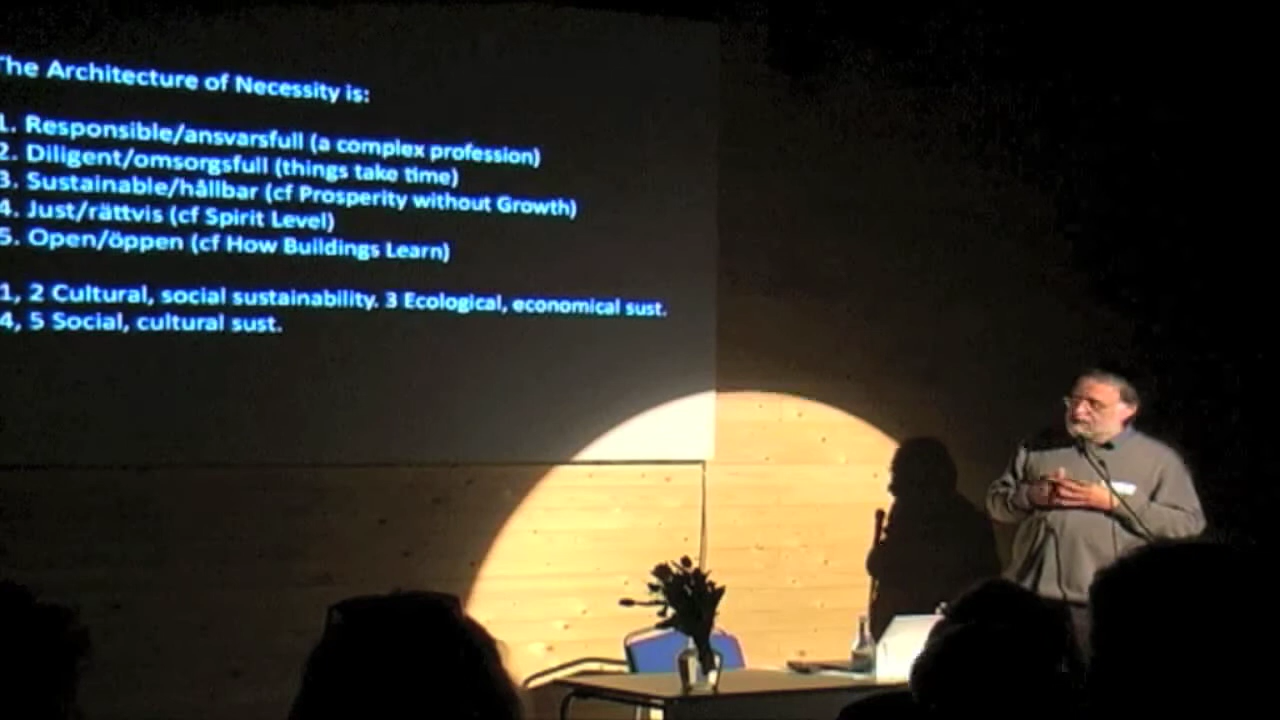 The Architecture of Necessity is:
1. Responsible/ansvarsfull (a complex profession)
2. Diligent/omsorgsfull (things take time)
3. Sustainable/hållbar (cf Prosperity without Growth)
4. Just/rättvis (cf Spirit Level)
5. Open/öppen (cf How Buildings Learn)
1, 2 Cultural, social sustainability. 3 Ecological, economical sust.
4, 5 Social, cultural sust.